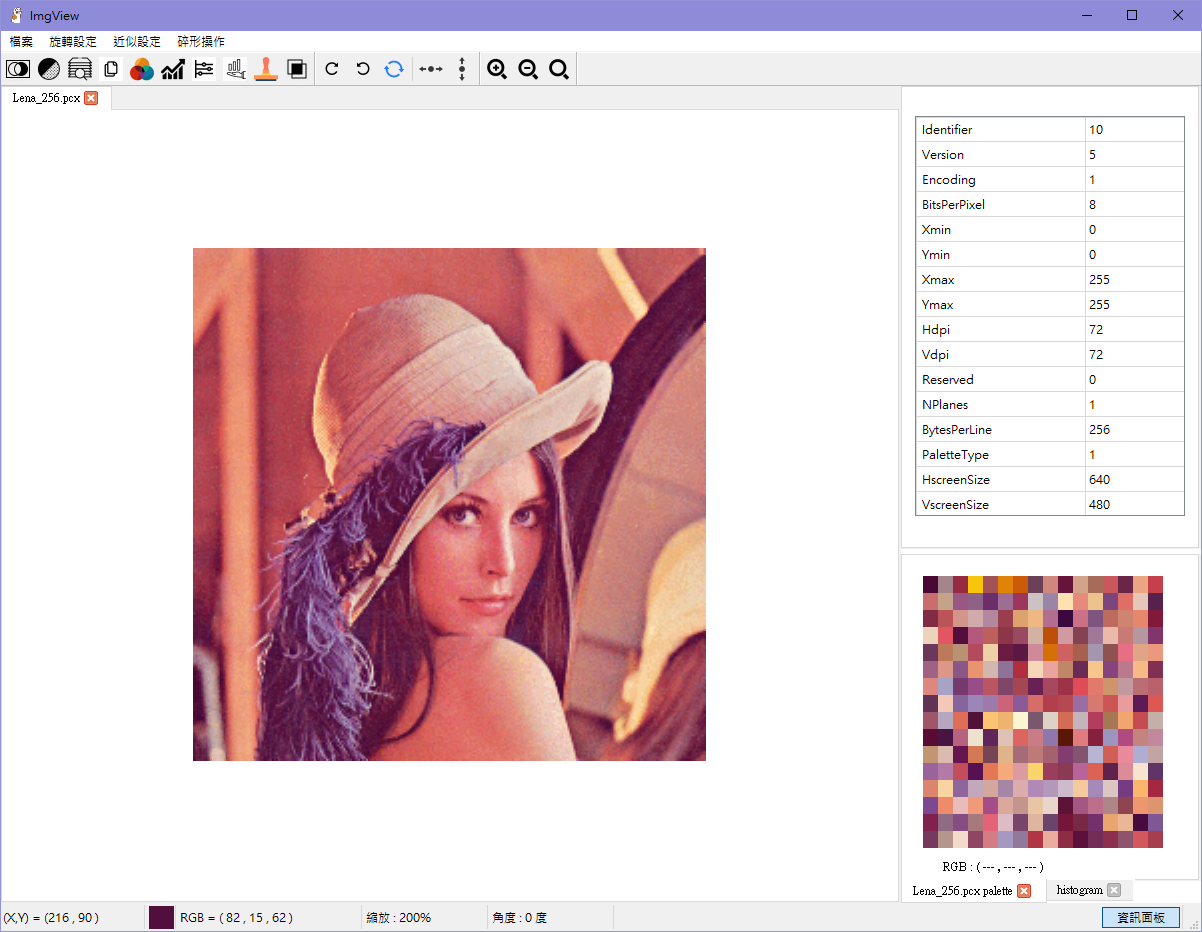 ImgView
檔案 旋轉設定 近似設定 碎形操作
Lena_256.pcx
Identifier 10
Version 5
Encoding 1
BitsPerPixel 8
Xmin 0
Ymin 0
Xmax 255
Ymax 255
Hdpi 72
Vdpi 72
Reserved 0
NPlanes 1
BytesPerLine 256
PaletteType 1
HscreenSize 640
VscreenSize 480
RGB : ( --- , --- , --- )
Lena_256.pcx palette histogram
(X,Y) = (216 , 90 ) RGB = ( 82 , 15 , 62 ) 縮放 : 200% 角度 : 0 度 資訊面板